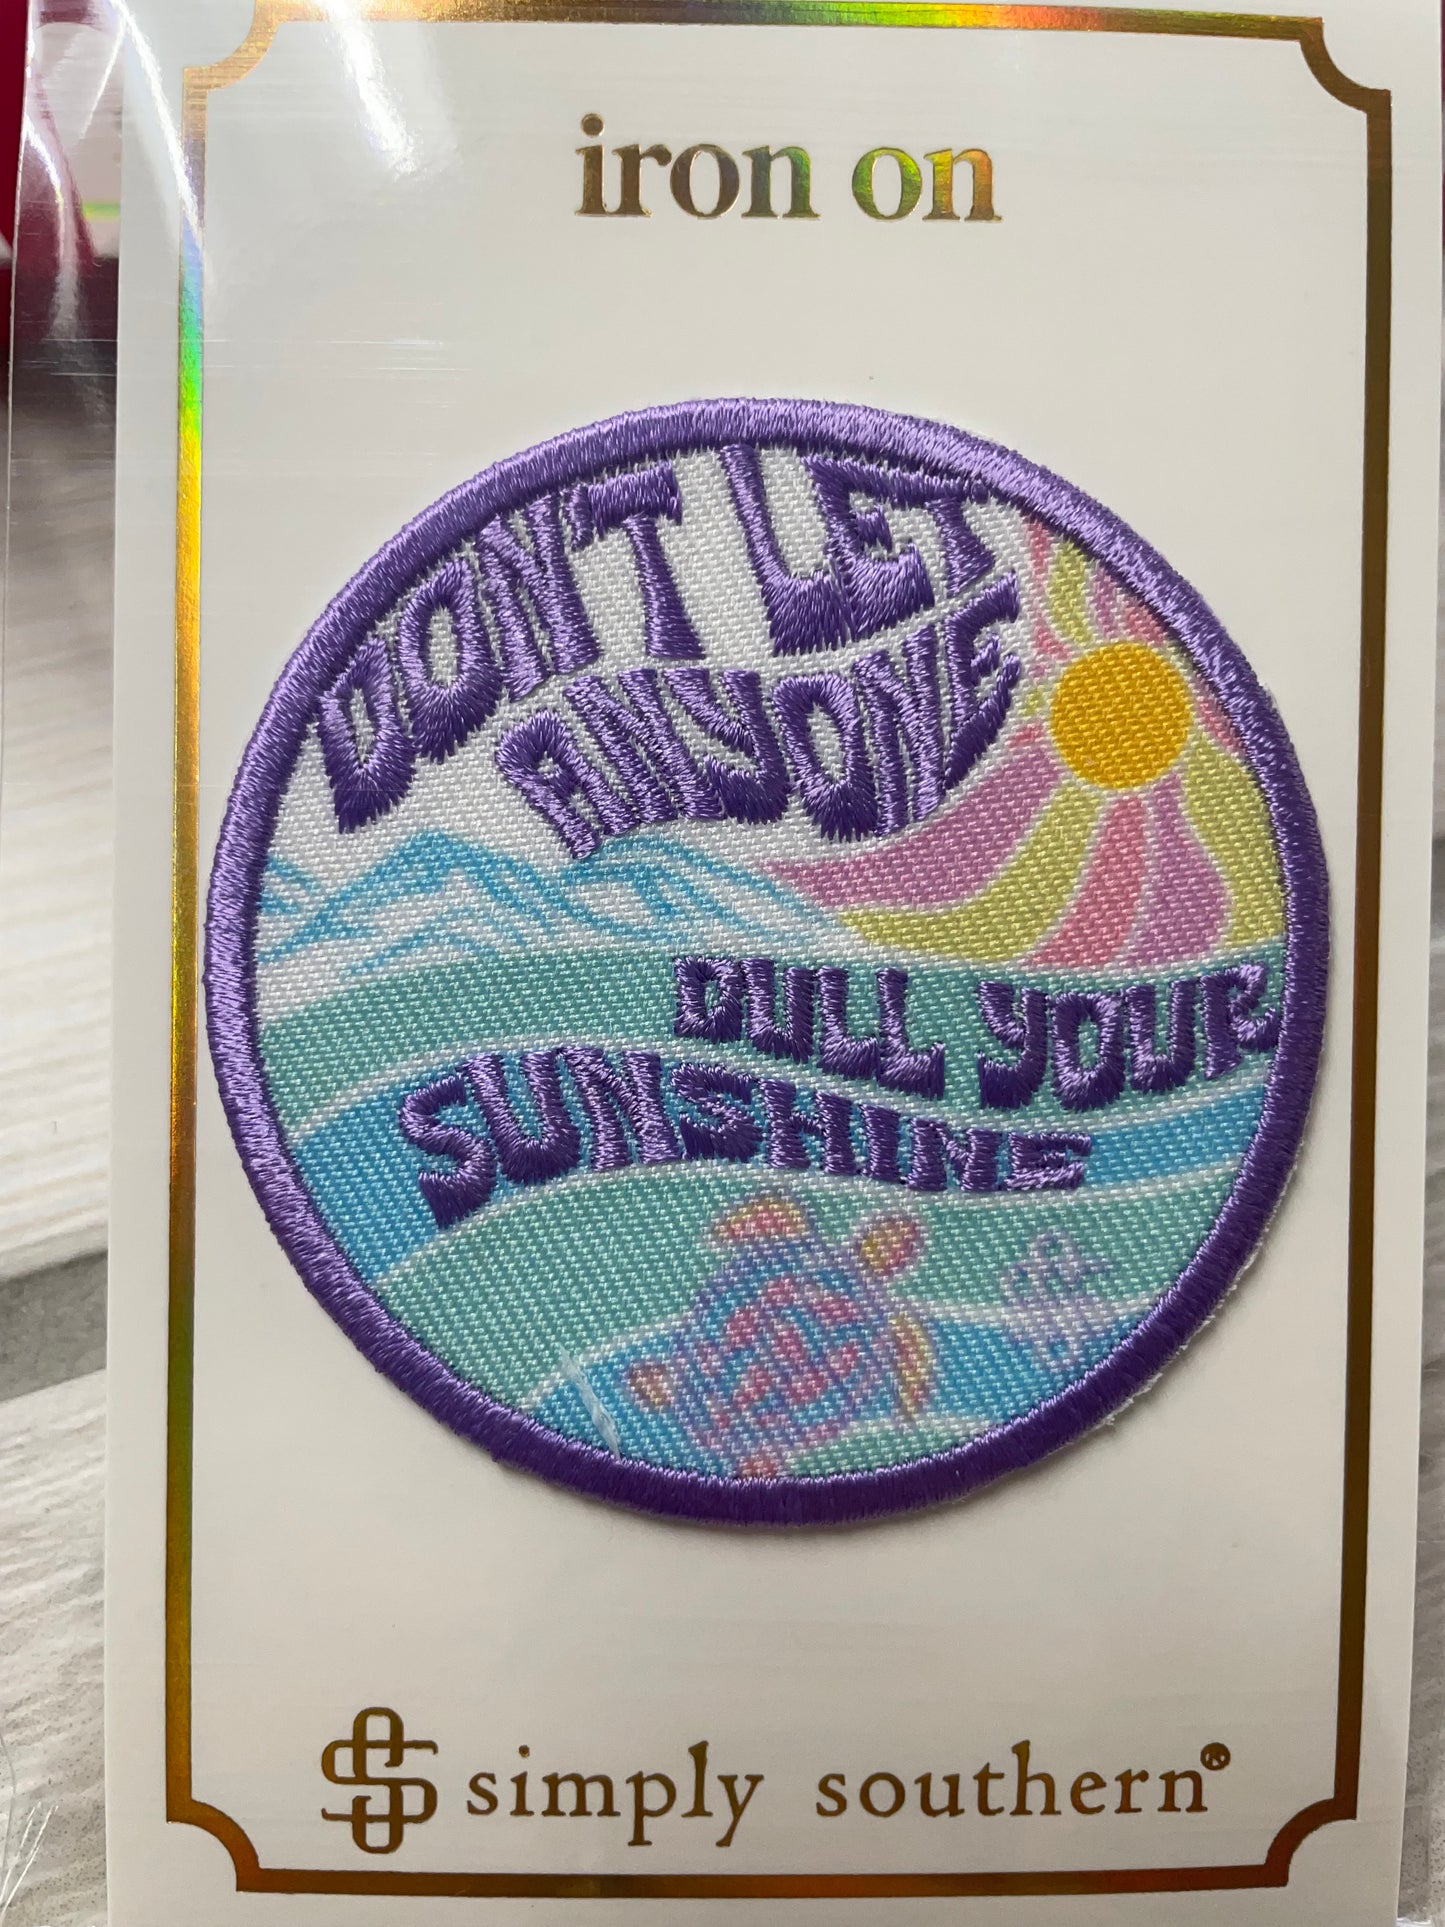 iron on
DON'T LET
ANYONE
DULL YOUR
SUNSHINE
simply southern®